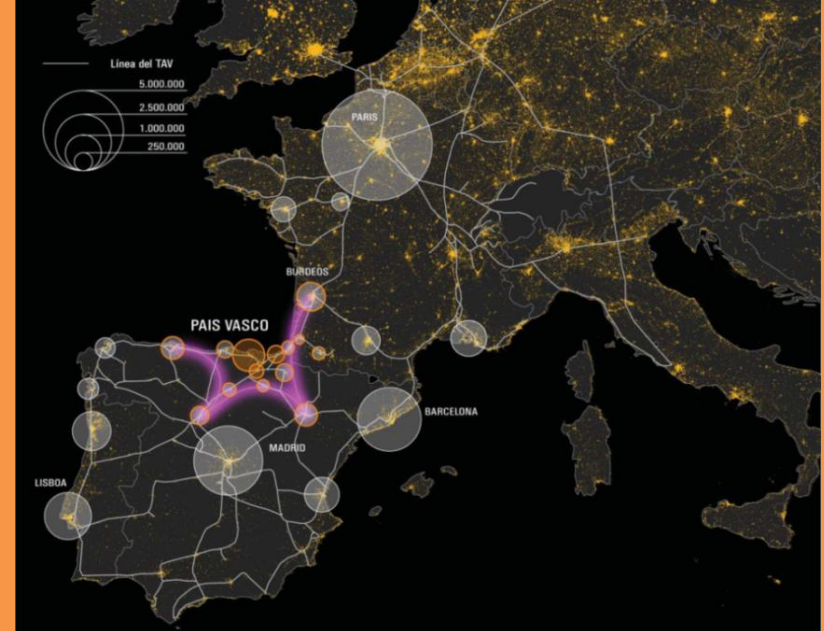 Línea del TAV
5.000.000
2.500.000
1.000.000
250.000
PARIS
BURDEOS
PAIS VASCO
BARCELONA
MADRID
LISBOA